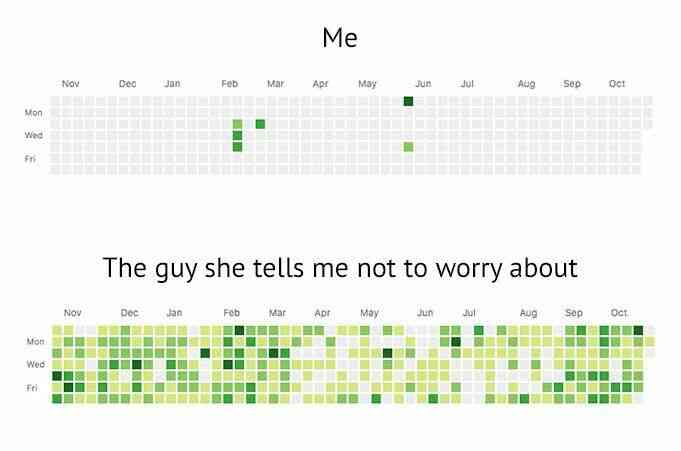 Me
Nov Dec Jan Feb Mar Apr May Jun Jul Aug Sep Oct
Mon
Wed
Fri
The guy she tells me not to worry about
Nov Dec Jan Feb Mar Apr May Jun Jul Aug Sep Oct
Mon
Wed
Fri